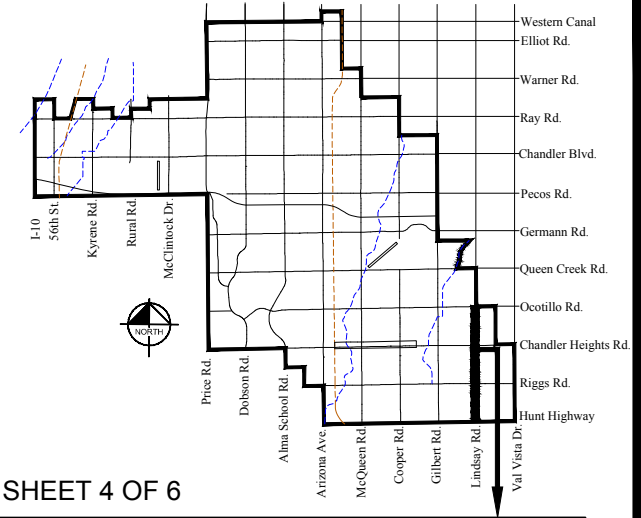 Western Canal
Elliot Rd.
Warner Rd.
Ray Rd.
Chandler Blvd.
Pecos Rd.
Germann Rd.
Queen Creek Rd.
Ocotillo Rd.
Chandler Heights Rd.
Riggs Rd.
Hunt Highway
I-10
56th St.
Kyrene Rd.
Rural Rd.
McClintock Dr.
NORTH
Price Rd.
Dobson Rd.
Alma School Rd.
Arizona Ave.
McQueen Rd.
Cooper Rd.
Gilbert Rd.
Lindsay Rd.
Val Vista Dr.
SHEET 4 OF 6